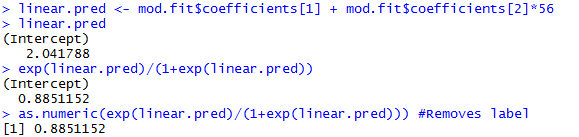 > linear.pred <- mod.fit$coefficients[1] + mod.fit$coefficients[2]*56
> linear.pred
(Intercept)
2.041788
> exp(linear.pred)/(1+exp(linear.pred))
(Intercept)
0.8851152
> as.numeric(exp(linear.pred)/(1+exp(linear.pred))) #Removes label
[1] 0.8851152